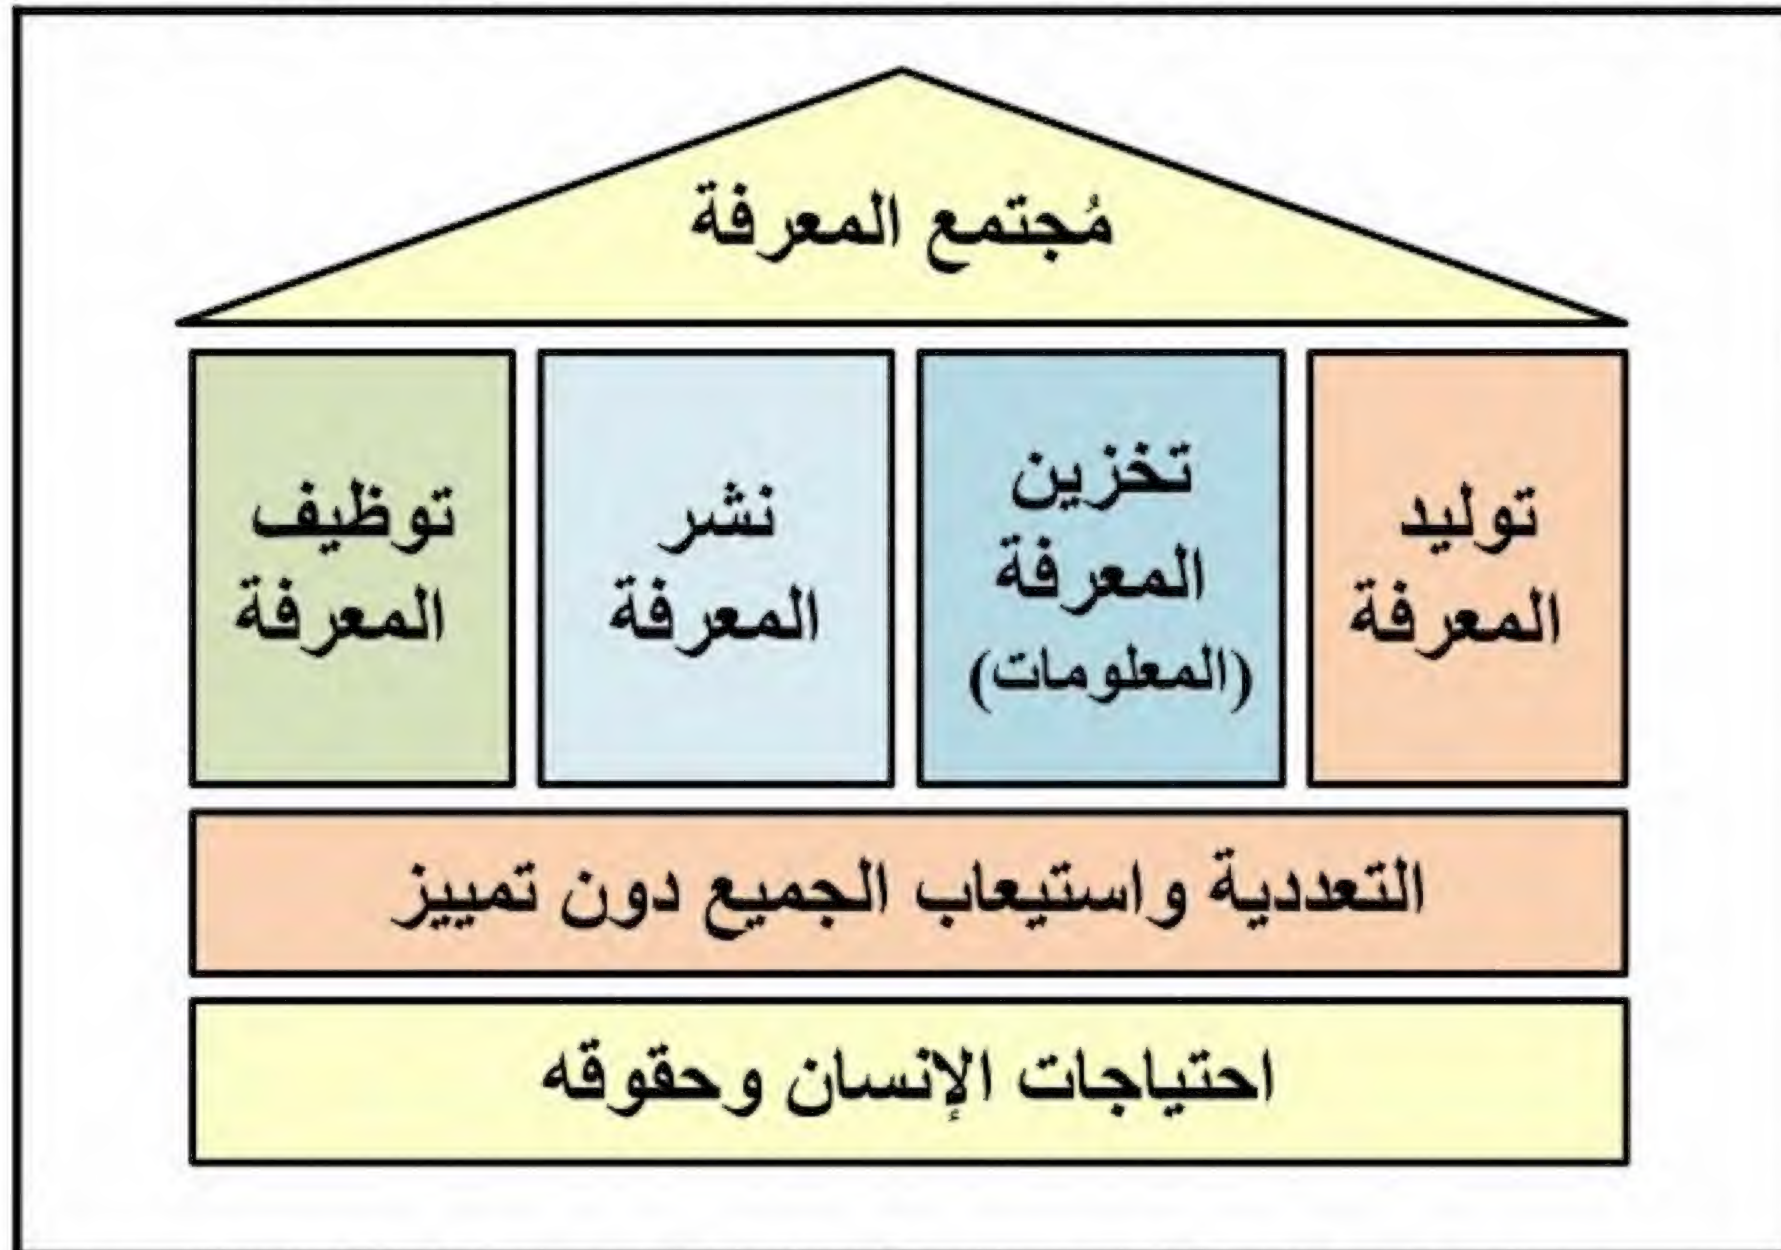 مُجتمع المعرفة
توليد
المعرفة
تخزين
المعرفة
(المعلومات)
نشر
المعرفة
توظيف
المعرفة
التعددية واستيعاب الجميع دون تمييز
احتياجات الإنسان وحقوقه